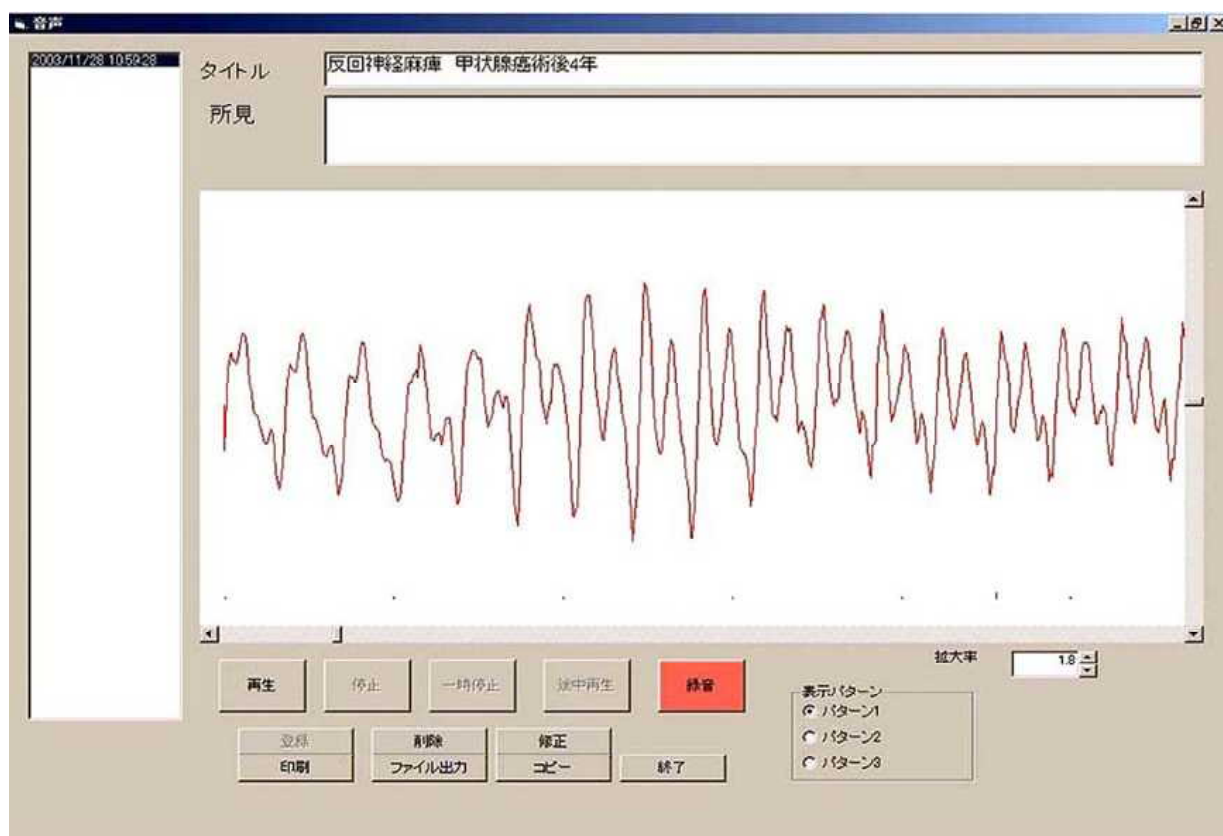 音声
2003/11/28 10:59:28
タイトル
反回神経麻痺 甲状腺癌術後4年
所見
拡大率
1.8
再生
停止
一時停止
途中再生
録音
表示パターン
パターン1
パターン2
パターン3
登録
削除
修正
印刷
ファイル出力
コピー
終了